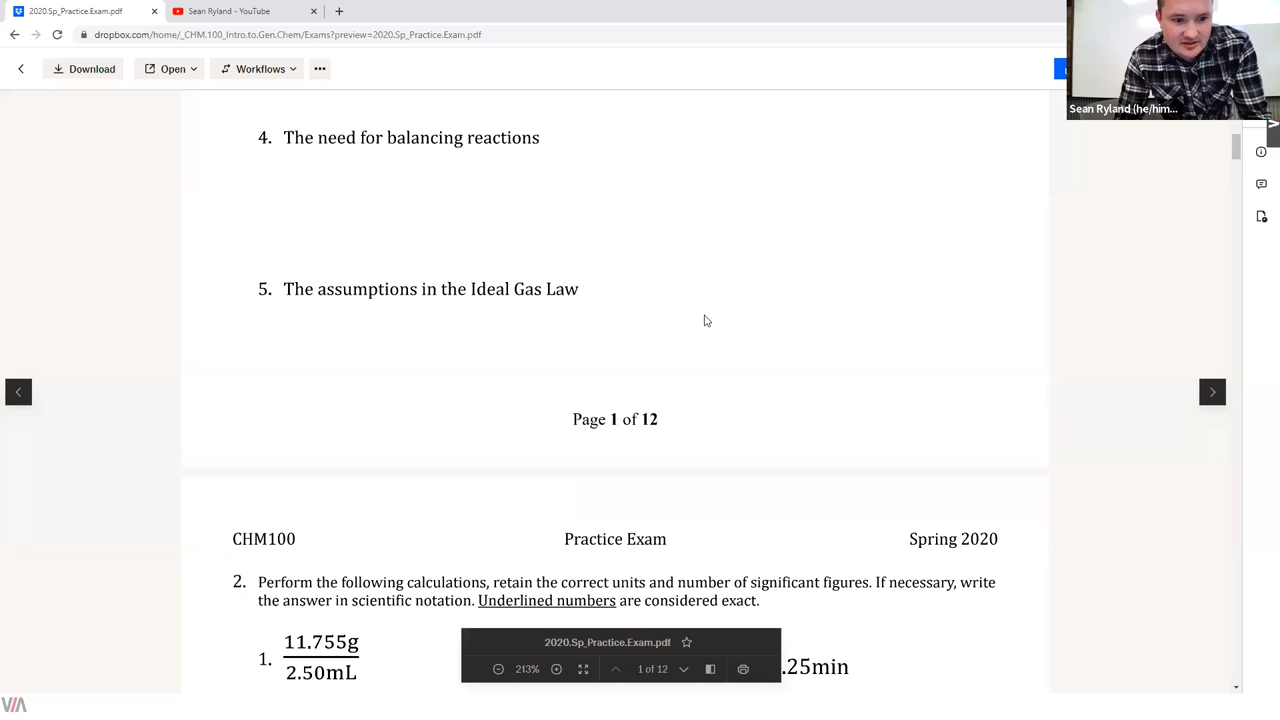 2020.Sp_Practice.Exam.pdf
Sean Ryland - YouTube
dropbox.com/home/_CHM.100_Intro.to.Gen.Chem/Exams?preview=2020.Sp_Practice.Exam.pdf
Download
Open
Workflows
Sean Ryland (he/him...
4. The need for balancing reactions
5. The assumptions in the Ideal Gas Law
Page 1 of 12
CHM100 Practice Exam Spring 2020
2. Perform the following calculations, retain the correct units and number of significant figures. If necessary, write
the answer in scientific notation. Underlined numbers are considered exact.
1. 11.755g
2.50mL
.25min
2020.Sp_Practice.Exam.pdf
213%
1 of 12
VIA